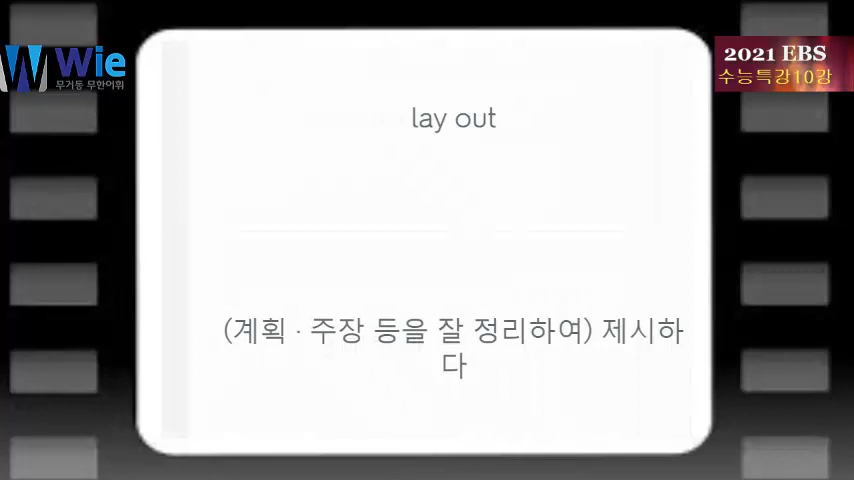 Wie
무거동 무한어휘
2021 EBS
수능특강10강
lay out
(계획 · 주장 등을 잘 정리하여) 제시하
다